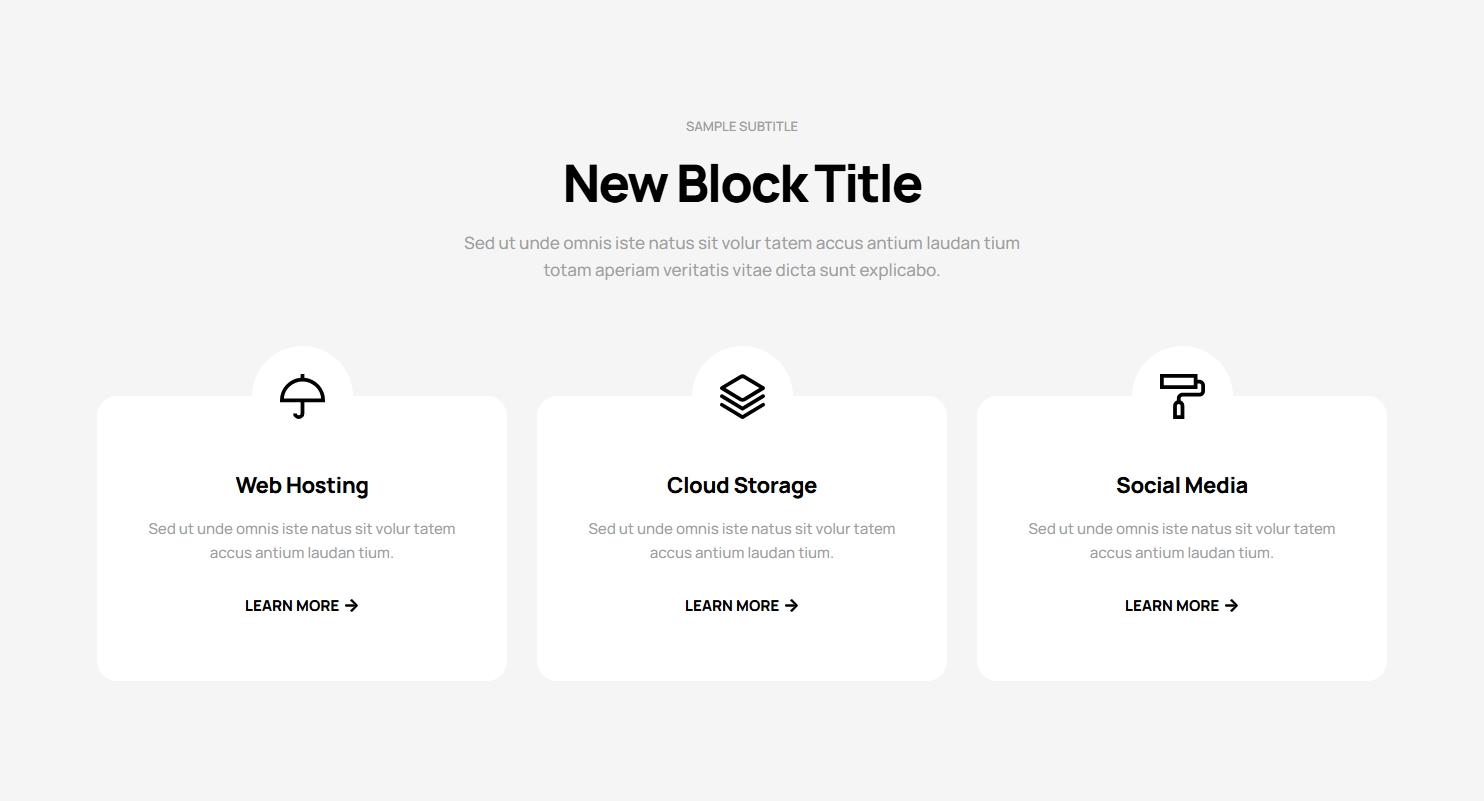 SAMPLE SUBTITLE
New Block Title
Sed ut unde omnis iste natus sit volur tatem accus antium laudan tium
totam aperiam veritatis vitae dicta sunt explicabo.
Web Hosting
Sed ut unde omnis iste natus sit volur tatem
accus antium laudan tium.
LEARN MORE →
Cloud Storage
Sed ut unde omnis iste natus sit volur tatem
accus antium laudan tium.
LEARN MORE →
Social Media
Sed ut unde omnis iste natus sit volur tatem
accus antium laudan tium.
LEARN MORE →